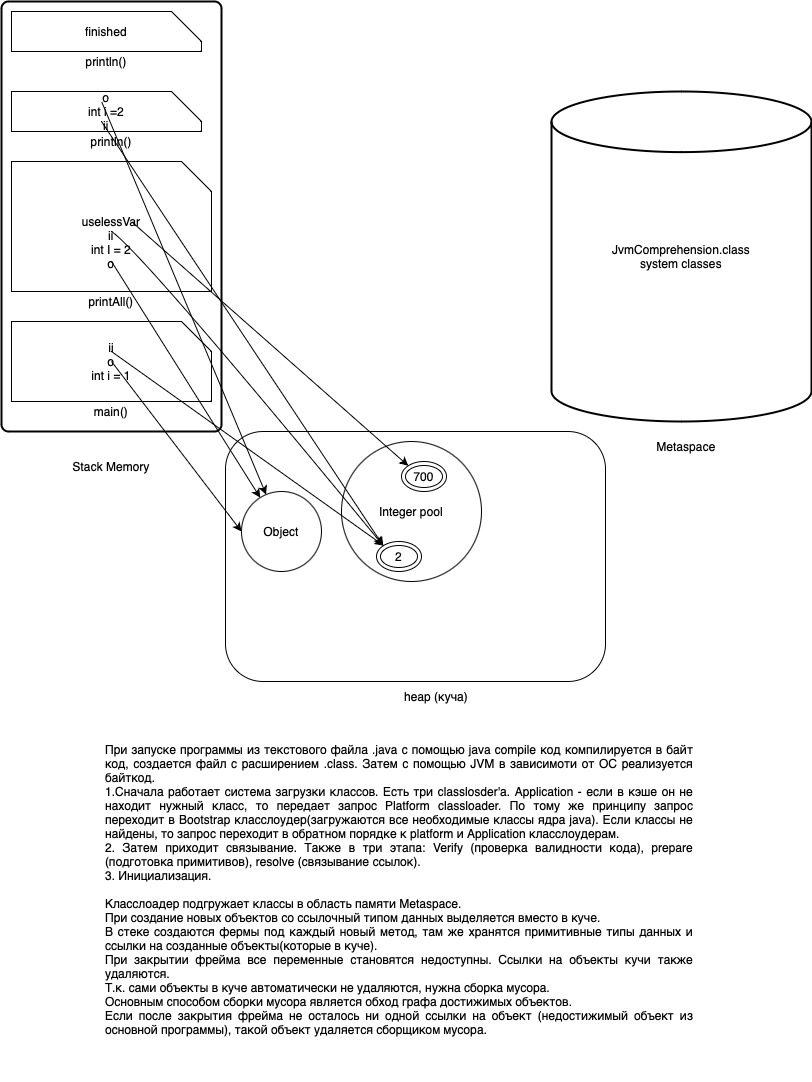 finished
println()
o
int I =2
ii
println()
uselessVar
ii
int I = 2
o
printAll()
ii
o
int i = 1
main()
Stack Memory
JvmComprehension.class
system classes
Metaspace
700
Integer pool
Object
2
heap (куча)
При запуске программы из текстового файла .java с помощью java compile код компилируется в байт
код, создается файл с расширением .class. Затем с помощью JVM в зависимоти от ОС реализуется
байткод.
1.Сначала работает система загрузки классов. Есть три classlosder'a. Application - если в кэше он не
находит нужный класс, то передает запрос Platform classloader. По тому же принципу запрос
переходит в Bootstrap класслоудер(загружаются все необходимые классы ядра java). Если классы не
найдены, то запрос переходит в обратном порядке к platform и Application класслоудерам.
2. Затем приходит связывание. Также в три этапа: Verify (проверка валидности кода), prepare
(подготовка примитивов), resolve (связывание ссылок).
3. Инициализация.
Класслоадер подгружает классы в область памяти Metaspace.
При создание новых объектов со ссылочный типом данных выделяется вместо в куче.
В стеке создаются фермы под каждый новый метод, там же хранятся примитивные типы данных и
ссылки на созданные объекты(которые в куче).
При закрытии фрейма все переменные становятся недоступны. Ссылки на объекты кучи также
удаляются.
Т.к. сами объекты в куче автоматически не удаляются, нужна сборка мусора.
Основным способом сборки мусора является обход графа достижимых объектов.
Если после закрытия фрейма не осталось ни одной ссылки на объект (недостижимый объект из
основной программы), такой объект удаляется сборщиком мусора.